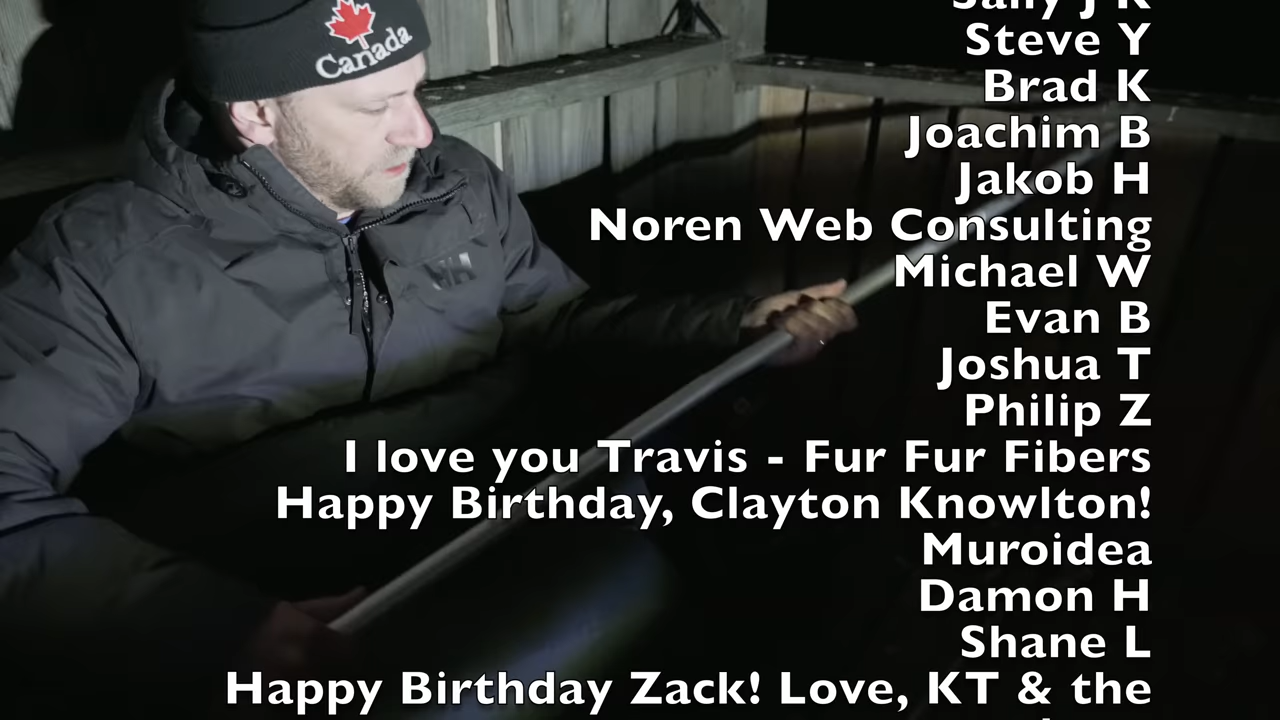 Canada
Sally J K
Steve Y
Brad K
Joachim B
Jakob H
Noren Web Consulting
Michael W
Evan B
Joshua T
Philip Z
I love you Travis - Fur Fur Fibers
Happy Birthday, Clayton Knowlton!
Muroidea
Damon H
Shane L
Happy Birthday Zack! Love, KT & the